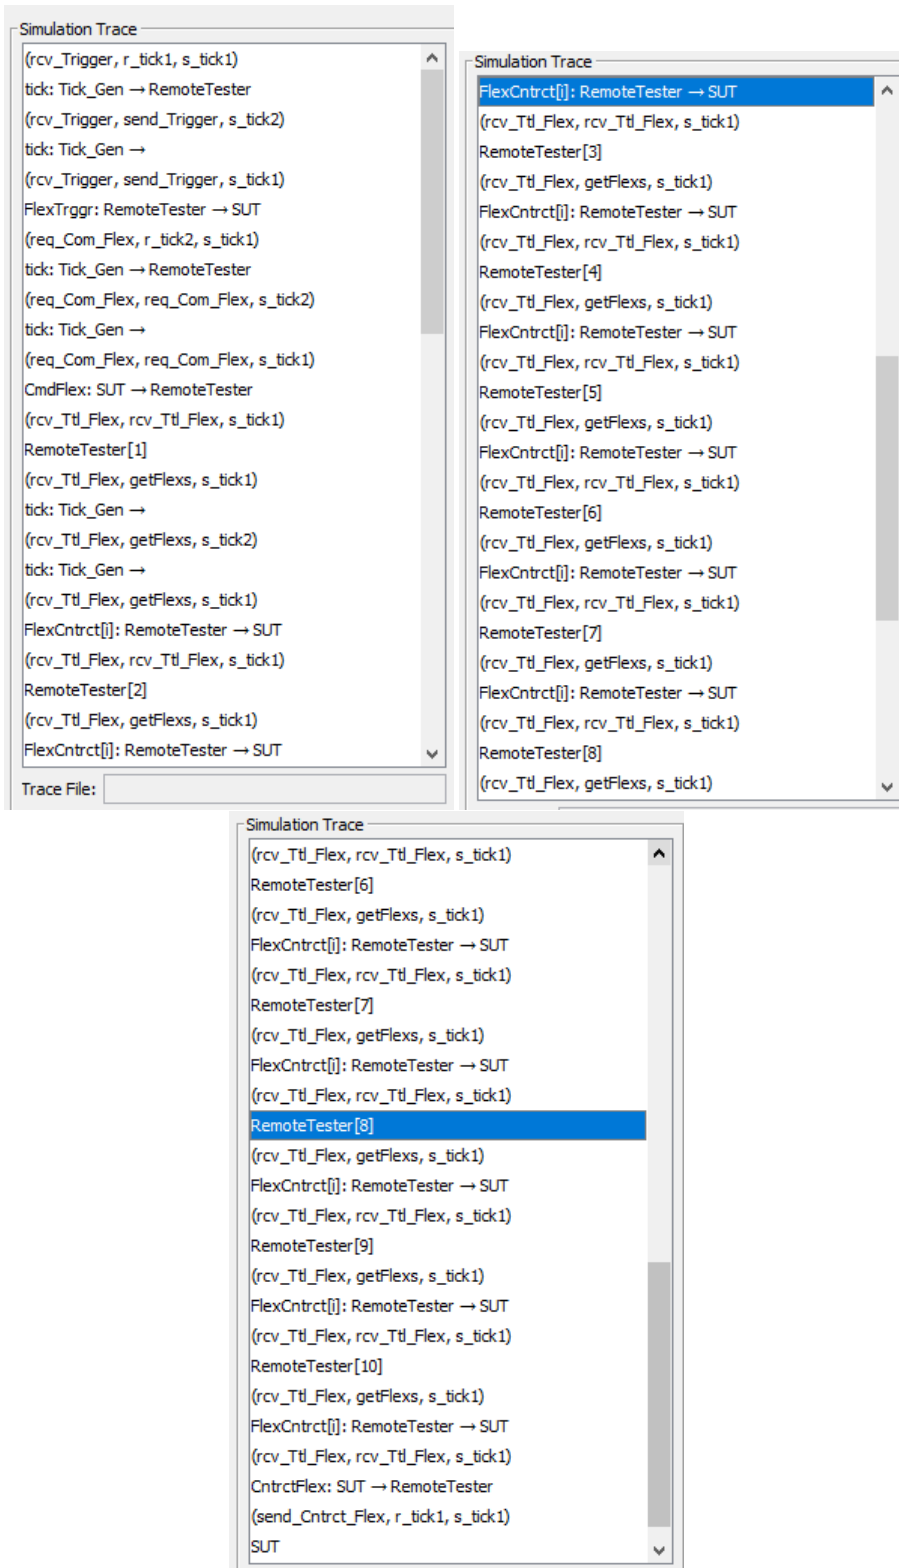 Simulation Trace
(rcv_Trigger, r_tick1, s_tick1)
tick: Tick_Gen → RemoteTester
(rcv_Trigger, send_Trigger, s_tick2)
tick: Tick_Gen →
(rcv_Trigger, send_Trigger, s_tick1)
FlexTrggr: RemoteTester → SUT
(req_Com_Flex, r_tick2, s_tick1)
tick: Tick_Gen → RemoteTester
(req_Com_Flex, req_Com_Flex, s_tick2)
tick: Tick_Gen →
(req_Com_Flex, req_Com_Flex, s_tick1)
CmdFlex: SUT → RemoteTester
(rcv_Ttl_Flex, rcv_Ttl_Flex, s_tick1)
RemoteTester[1]
(rcv_Ttl_Flex, getFlexs, s_tick1)
tick: Tick_Gen →
(rcv_Ttl_Flex, getFlexs, s_tick2)
tick: Tick_Gen →
(rcv_Ttl_Flex, getFlexs, s_tick1)
FlexCntrct[i]: RemoteTester → SUT
(rcv_Ttl_Flex, rcv_Ttl_Flex, s_tick1)
RemoteTester[2]
(rcv_Ttl_Flex, getFlexs, s_tick1)
FlexCntrct[i]: RemoteTester → SUT
Trace File:
Simulation Trace
FlexCntrct[i]: RemoteTester → SUT
(rcv_Ttl_Flex, rcv_Ttl_Flex, s_tick1)
RemoteTester[3]
(rcv_Ttl_Flex, getFlexs, s_tick1)
FlexCntrct[i]: RemoteTester → SUT
(rcv_Ttl_Flex, rcv_Ttl_Flex, s_tick1)
RemoteTester[4]
(rcv_Ttl_Flex, getFlexs, s_tick1)
FlexCntrct[i]: RemoteTester → SUT
(rcv_Ttl_Flex, rcv_Ttl_Flex, s_tick1)
RemoteTester[5]
(rcv_Ttl_Flex, getFlexs, s_tick1)
FlexCntrct[i]: RemoteTester → SUT
(rcv_Ttl_Flex, rcv_Ttl_Flex, s_tick1)
RemoteTester[6]
(rcv_Ttl_Flex, getFlexs, s_tick1)
FlexCntrct[i]: RemoteTester → SUT
(rcv_Ttl_Flex, rcv_Ttl_Flex, s_tick1)
RemoteTester[7]
(rcv_Ttl_Flex, getFlexs, s_tick1)
FlexCntrct[i]: RemoteTester → SUT
(rcv_Ttl_Flex, rcv_Ttl_Flex, s_tick1)
RemoteTester[8]
(rcv_Ttl_Flex, getFlexs, s_tick1)
Simulation Trace
(rcv_Ttl_Flex, rcv_Ttl_Flex, s_tick1)
RemoteTester[6]
(rcv_Ttl_Flex, getFlexs, s_tick1)
FlexCntrct[i]: RemoteTester → SUT
(rcv_Ttl_Flex, rcv_Ttl_Flex, s_tick1)
RemoteTester[7]
(rcv_Ttl_Flex, getFlexs, s_tick1)
FlexCntrct[i]: RemoteTester → SUT
(rcv_Ttl_Flex, rcv_Ttl_Flex, s_tick1)
RemoteTester[8]
(rcv_Ttl_Flex, getFlexs, s_tick1)
FlexCntrct[i]: RemoteTester → SUT
(rcv_Ttl_Flex, rcv_Ttl_Flex, s_tick1)
RemoteTester[9]
(rcv_Ttl_Flex, getFlexs, s_tick1)
FlexCntrct[i]: RemoteTester → SUT
(rcv_Ttl_Flex, rcv_Ttl_Flex, s_tick1)
RemoteTester[10]
(rcv_Ttl_Flex, getFlexs, s_tick1)
FlexCntrct[i]: RemoteTester → SUT
(rcv_Ttl_Flex, rcv_Ttl_Flex, s_tick1)
CntrctFlex: SUT → RemoteTester
(send_Cntrct_Flex, r_tick1, s_tick1)
SUT